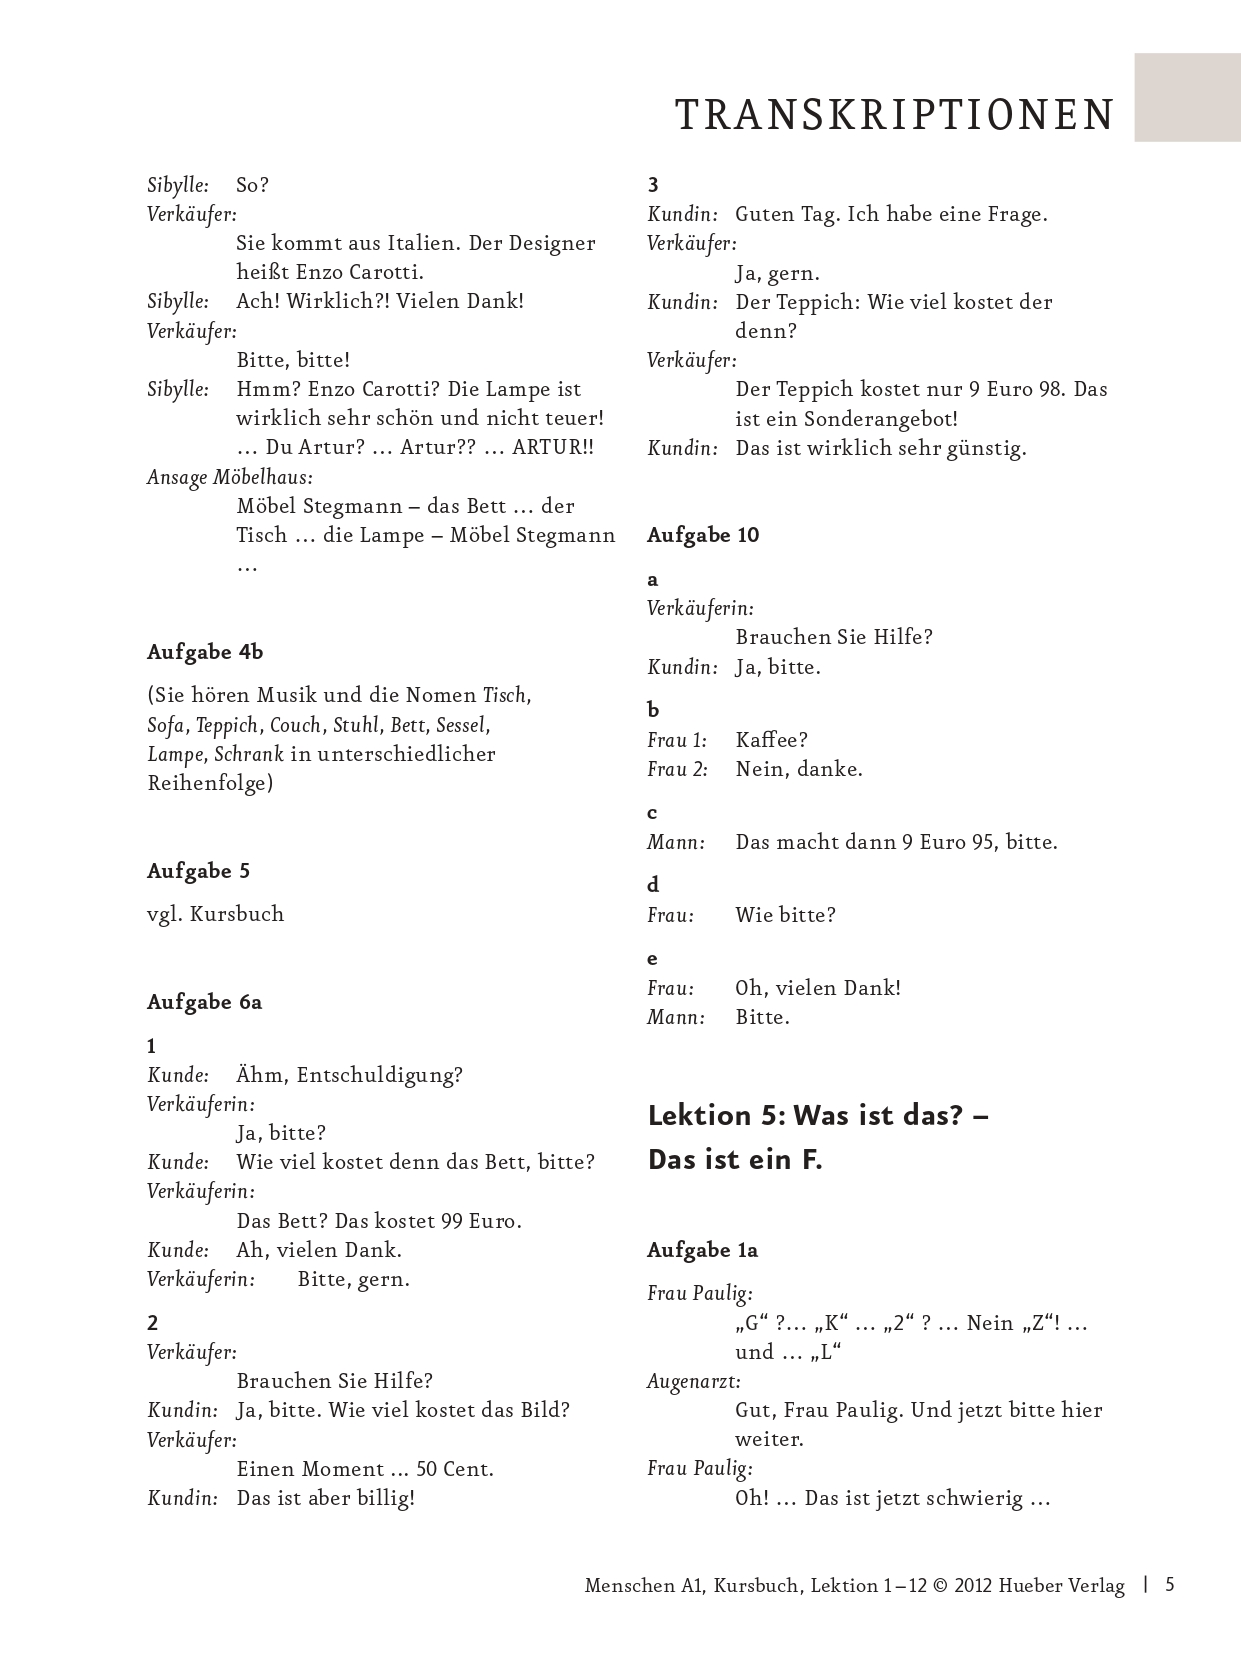 TRANSKRIPTIONEN
Sibylle: So?
Verkäufer:
Sie kommt aus Italien. Der Designer
heißt Enzo Carotti.
Sibylle: Ach! Wirklich?! Vielen Dank!
Verkäufer:
Bitte, bitte!
Sibylle: Hmm? Enzo Carotti? Die Lampe ist
wirklich sehr schön und nicht teuer!
… Du Artur? … Artur?? … ARTUR!!
Ansage Möbelhaus:
Möbel Stegmann – das Bett … der
Tisch … die Lampe – Möbel Stegmann
…
Aufgabe 4b
(Sie hören Musik und die Nomen Tisch,
Sofa, Teppich, Couch, Stuhl, Bett, Sessel,
Lampe, Schrank in unterschiedlicher
Reihenfolge)
Aufgabe 5
vgl. Kursbuch
Aufgabe 6a
1
Kunde: Ähm, Entschuldigung?
Verkäuferin:
Ja, bitte?
Kunde: Wie viel kostet denn das Bett, bitte?
Verkäuferin:
Das Bett? Das kostet 99 Euro.
Kunde: Ah, vielen Dank.
Verkäuferin: Bitte, gern.
2
Verkäufer:
Brauchen Sie Hilfe?
Kundin: Ja, bitte. Wie viel kostet das Bild?
Verkäufer:
Einen Moment ... 50 Cent.
Kundin: Das ist aber billig!
3
Kundin: Guten Tag. Ich habe eine Frage.
Verkäufer:
Ja, gern.
Kundin: Der Teppich: Wie viel kostet der
denn?
Verkäufer:
Der Teppich kostet nur 9 Euro 98. Das
ist ein Sonderangebot!
Kundin: Das ist wirklich sehr günstig.
Aufgabe 10
a
Verkäuferin:
Brauchen Sie Hilfe?
Kundin: Ja, bitte.
b
Frau 1: Kaffee?
Frau 2: Nein, danke.
c
Mann: Das macht dann 9 Euro 95, bitte.
d
Frau: Wie bitte?
e
Frau: Oh, vielen Dank!
Mann: Bitte.
Lektion 5: Was ist das? –
Das ist ein F.
Aufgabe 1a
Frau Paulig:
„G“ ?… „K“ … „2“ ? … Nein „Z“! …
und … „L“
Augenarzt:
Gut, Frau Paulig. Und jetzt bitte hier
weiter.
Frau Paulig:
Oh! … Das ist jetzt schwierig …
Menschen A1, Kursbuch, Lektion 1–12 © 2012 Hueber Verlag | 5